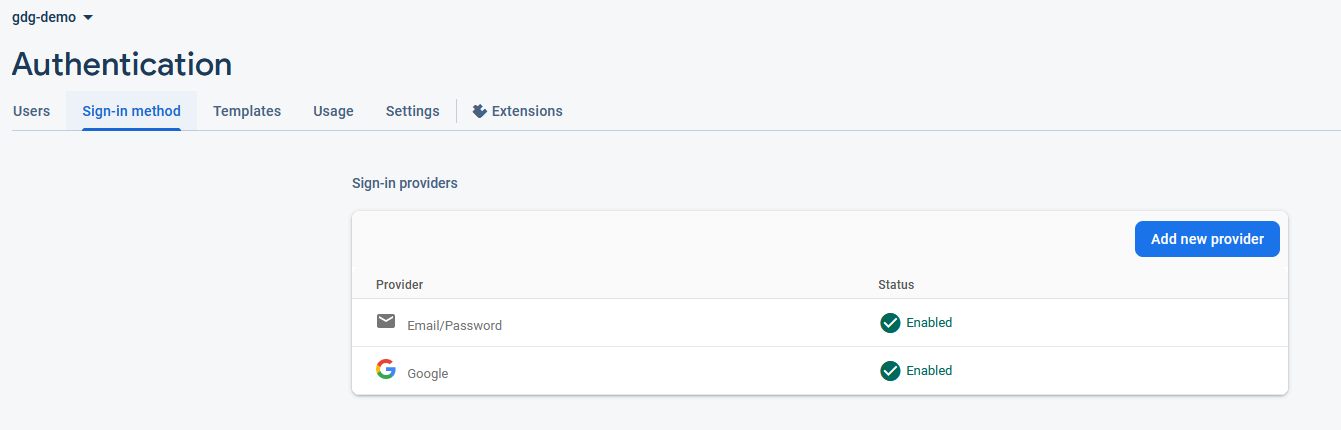 gdg-demo
Authentication
Users Sign-in method Templates Usage Settings Extensions
Sign-in providers
Add new provider
Provider Status
Email/Password Enabled
Google Enabled